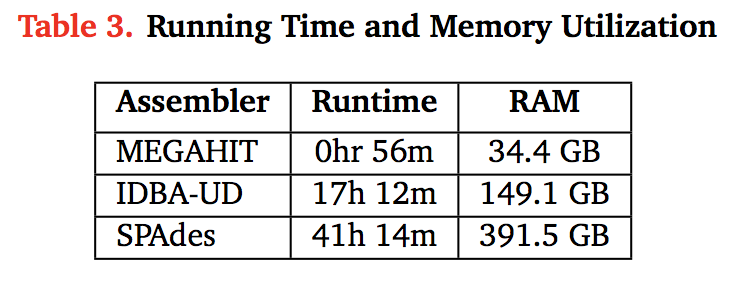 Table 3. Running Time and Memory Utilization
Assembler Runtime RAM
MEGAHIT 0hr 56m 34.4 GB
IDBA-UD 17h 12m 149.1 GB
SPAdes 41h 14m 391.5 GB